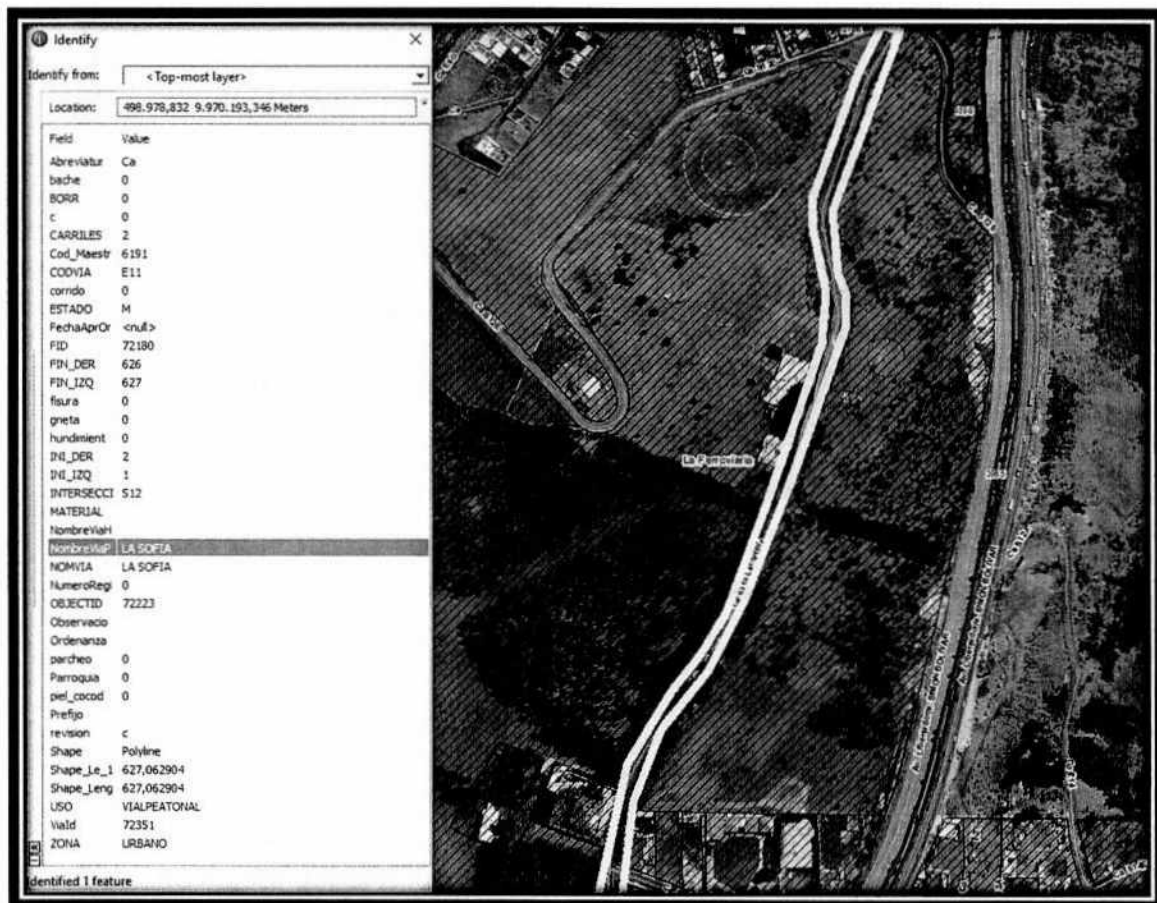 Identify
Identify from: <Top-most layer>
Location: 498.978,832 9.970.193,346 Meters
Field Value
Abreviatur Ca
bache 0
BORR 0
c 0
CARRILES 2
Cod_Maestr 6191
CODVIA E11
corrido 0
ESTADO M
FechaAprOr <null>
FID 72180
FIN_DER 626
FIN_IZQ 627
fisura 0
grieta 0
hundimient 0
INI_DER 2
INI_IZQ 1
INTERSECCI S12
MATERIAL
NombreViaH
NombreViaP LA SOFIA
NOMVIA LA SOFIA
NumeroRegi 0
OBJECTID 72223
Observacio
Ordenanza
parcheo 0
Parroquia 0
piel_cocod 0
Prefijo
revision c
Shape Polyline
Shape_Le_1 627,062904
Shape_Leng 627,062904
USO VIALPEATONAL
ViaId 72351
ZONA URBANO
Identified 1 feature
La Ferroviaria